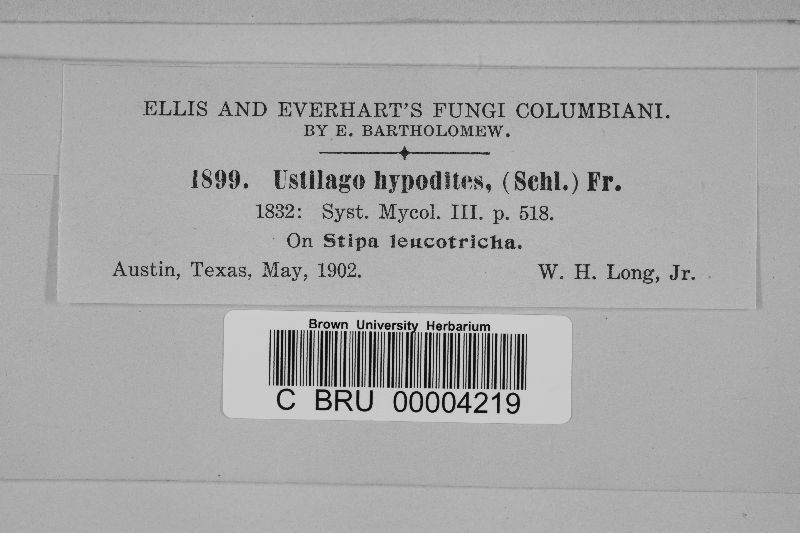 ELLIS AND EVERHART'S FUNGI COLUMBIANI.
BY E. BARTHOLOMEW.
1899. Ustilago hypodites, (Schl.) Fr.
1832: Syst. Mycol. III. p. 518.
On Stipa leucotricha.
Austin, Texas, May, 1902. W. H. Long, Jr.
Brown University Herbarium
C BRU 00004219